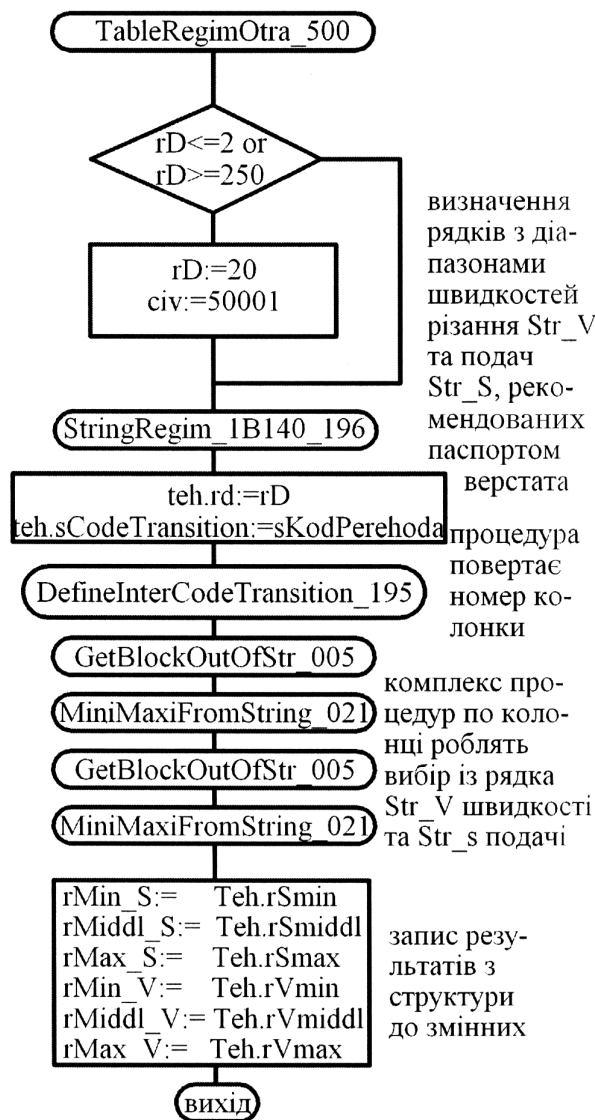 TableRegimOtra_500
rD<=2 or
rD>=250
rD:=20
civ:=50001
визначення
рядків з діа-
пазонами
швидкостей
різання Str_V
та подач
Str_S, реко-
мендованих
паспортом
верстата
StringRegim_1B140_196
teh.rd:=rD
teh.sCodeTransition:=sKodPerehoda
процедура
повертає
номер ко-
лонки
DefineInterCodeTransition_195
GetBlockOutOfStr_005
MiniMaxiFromString_021
GetBlockOutOfStr_005
MiniMaxiFromString_021
комплекс про-
цедур по коло-
нці роблять
вибір із рядка
Str_V швидкості
та Str_s подачі
rMin_S:= Teh.rSmin
rMiddl_S:= Teh.rSmiddl
rMax_S:= Teh.rSmax
rMin_V:= Teh.rVmin
rMiddl_V:= Teh.rVmiddl
rMax_V:= Teh.rVmax
запис резу-
льтатів з
структури
до змінних
вихід